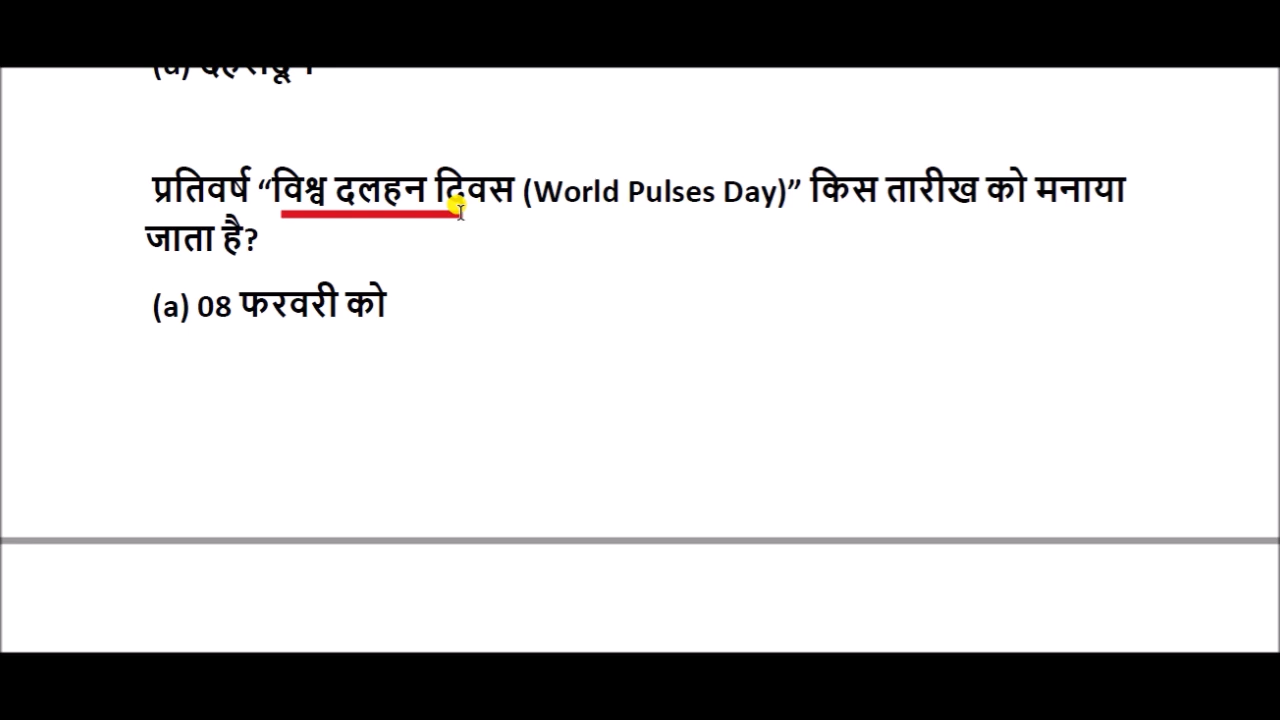 प्रतिवर्ष “विश्व दलहन दिवस (World Pulses Day)” किस तारीख को मनाया
जाता है?
(a) 08 फरवरी को